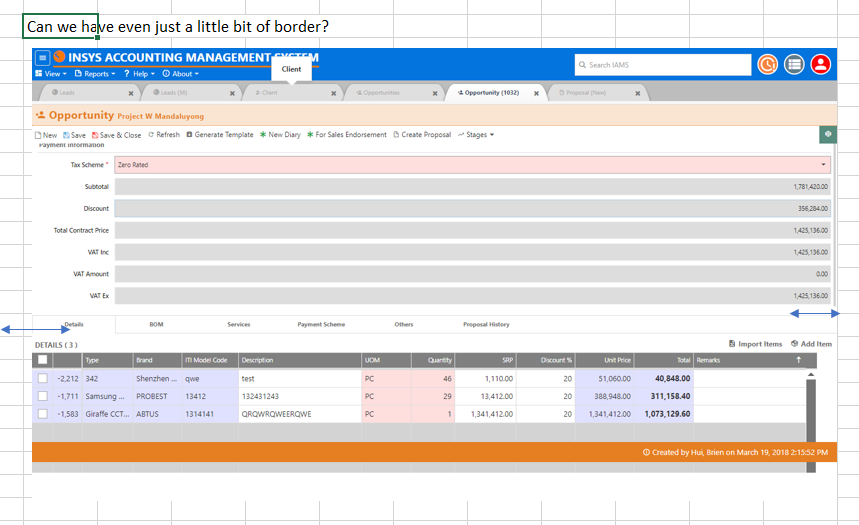 Can we have even just a little bit of border?
INSYS ACCOUNTING MANAGEMENT SYSTEM
Client
Search IAMS
View Reports ? Help About
Leads Leads (58) Client Opportunities Opportunity (1032) Proposal (New)
Opportunity Project W Mandaluyong
New Save Save & Close Refresh Generate Template New Diary For Sales Endorsement Create Proposal Stages
Payment Information
Tax Scheme * Zero Rated
Subtotal 1,781,420.00
Discount 356,284.00
Total Contract Price 1,425,136.00
VAT Inc 1,425,136.00
VAT Amount 0.00
VAT Ex 1,425,136.00
Details BOM Services Payment Scheme Others Proposal History
DETAILS ( 3 ) Import Items Add Item
Type Brand ITI Model Code Description UOM Quantity SRP Discount % Unit Price Total Remarks
-2,212 342 Shenzhen ... qwe test PC 46 1,110.00 20 51,060.00 40,848.00
-1,711 Samsung ... PROBEST 13412 132431243 PC 29 13,412.00 20 388,948.00 311,158.40
-1,583 Giraffe CCT... ABTUS 1314141 QRQWRQWEERQWE PC 1 1,341,412.00 20 1,341,412.00 1,073,129.60
Created by Hui, Brien on March 19, 2018 2:15:52 PM